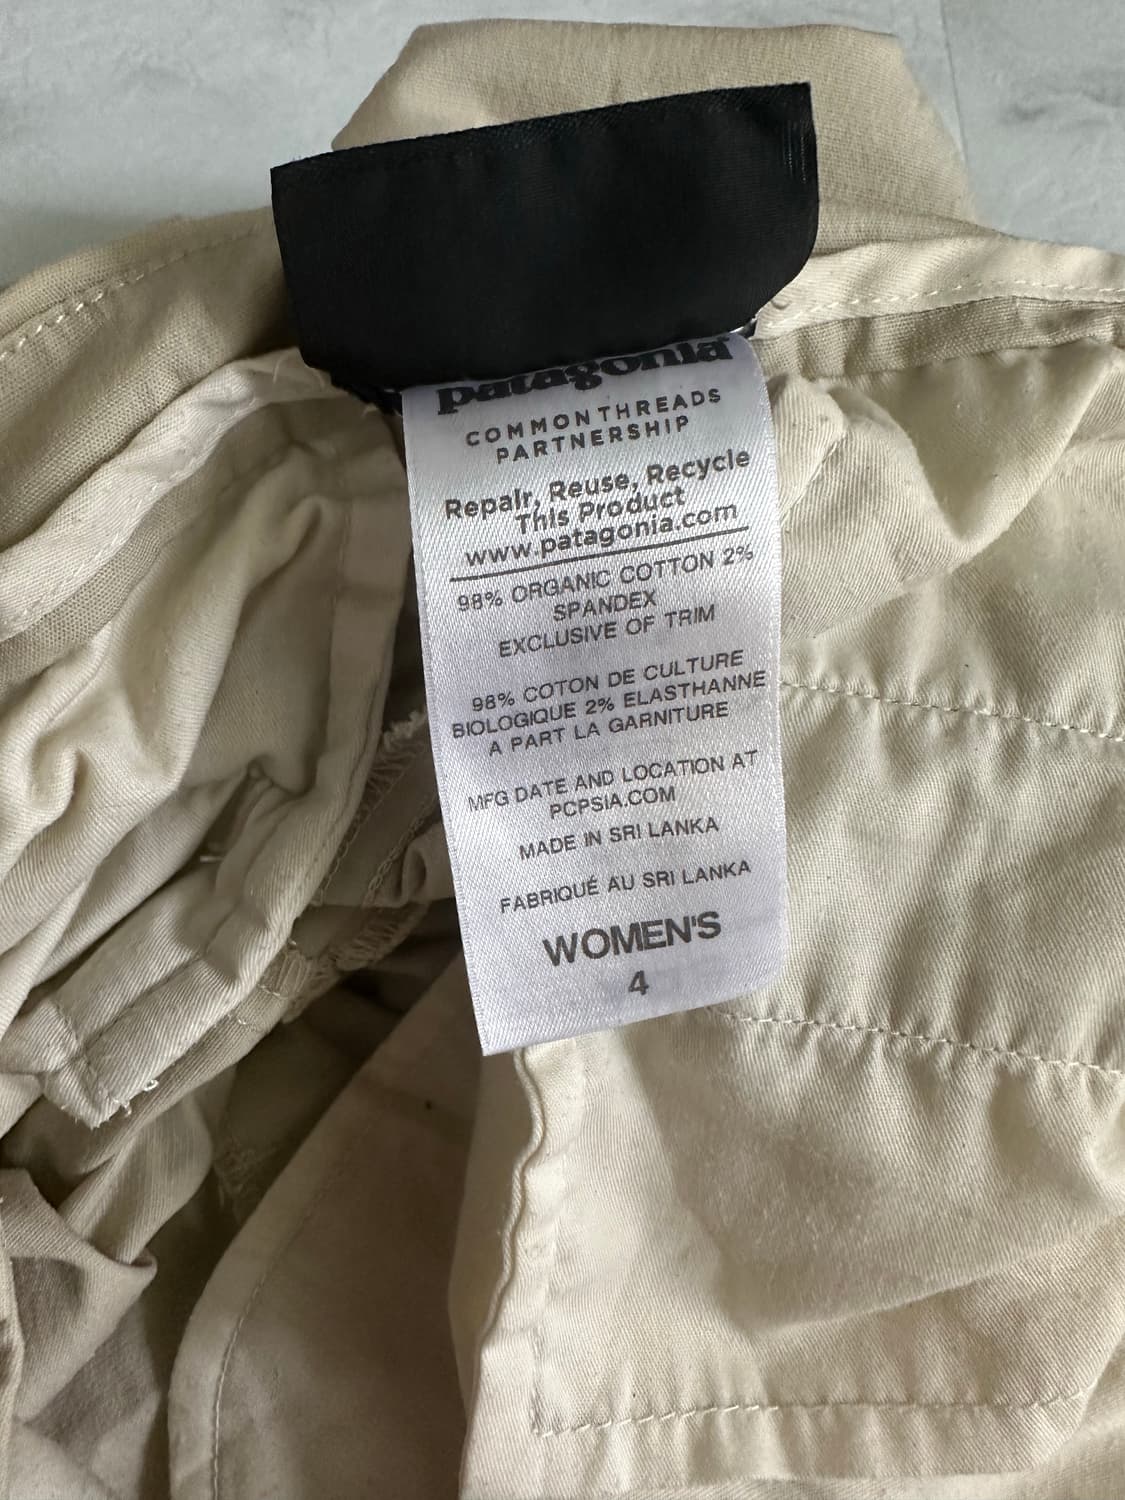 patagonia
COMMON THREADS
PARTNERSHIP
Repair, Reuse, Recycle
This Product
www.patagonia.com
98% ORGANIC COTTON 2%
SPANDEX
EXCLUSIVE OF TRIM
98% COTON DE CULTURE
BIOLOGIQUE 2% ELASTHANNE
A PART LA GARNITURE
MFG DATE AND LOCATION AT
PCPSIA.COM
MADE IN SRI LANKA
FABRIQUÉ AU SRI LANKA
WOMEN'S
4